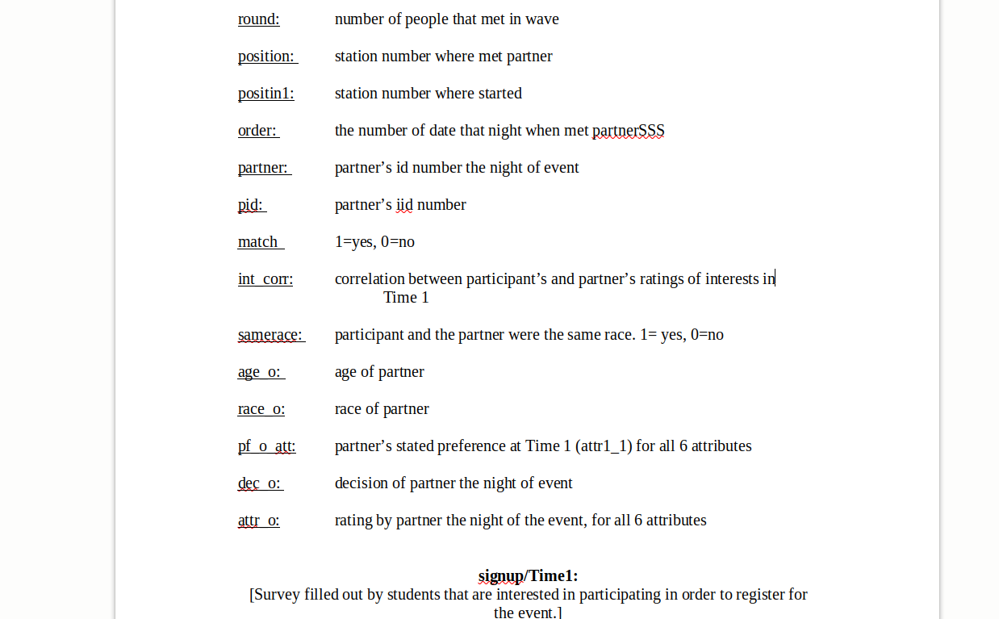 round: number of people that met in wave
position: station number where met partner
positin1: station number where started
order: the number of date that night when met partnerSSS
partner: partner’s id number the night of event
pid: partner’s iid number
match 1=yes, 0=no
int_corr: correlation between participant’s and partner’s ratings of interests in
Time 1
samerace: participant and the partner were the same race. 1= yes, 0=no
age_o: age of partner
race_o: race of partner
pf_o_att: partner’s stated preference at Time 1 (attr1_1) for all 6 attributes
dec_o: decision of partner the night of event
attr_o: rating by partner the night of the event, for all 6 attributes
signup/Time1:
[Survey filled out by students that are interested in participating in order to register for
the event.]